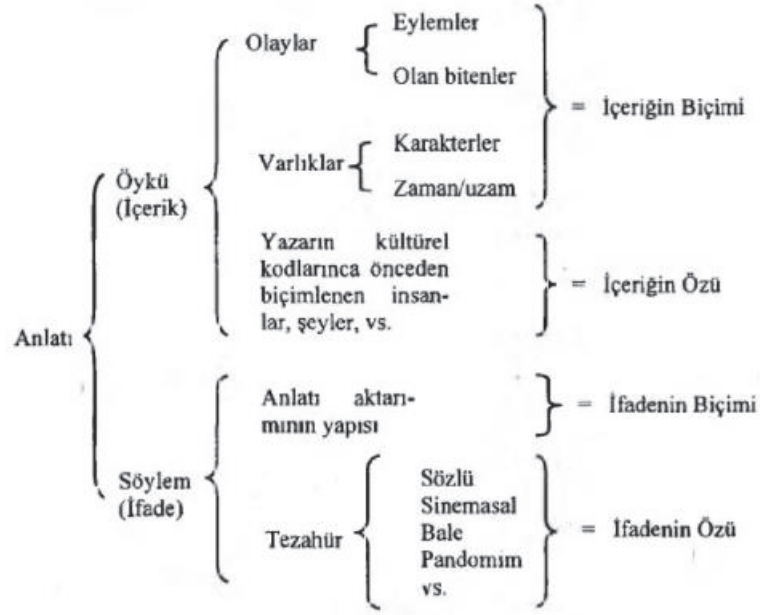 Olaylar
Eylemler
Olan bitenler
= İçeriğin Biçimi
Varlıklar
Karakterler
Zaman/uzam
Öykü
(İçerik)
Yazarın kültürel
kodlarınca önceden
biçimlenen insan-
lar, şeyler, vs.
= İçeriğin Özü
Anlatı
Anlatı aktarı-
mının yapısı
= İfadenin Biçimi
Söylem
(İfade)
Tezahür
Sözlü
Sinemasal
Bale
Pandomim
vs.
= İfadenin Özü